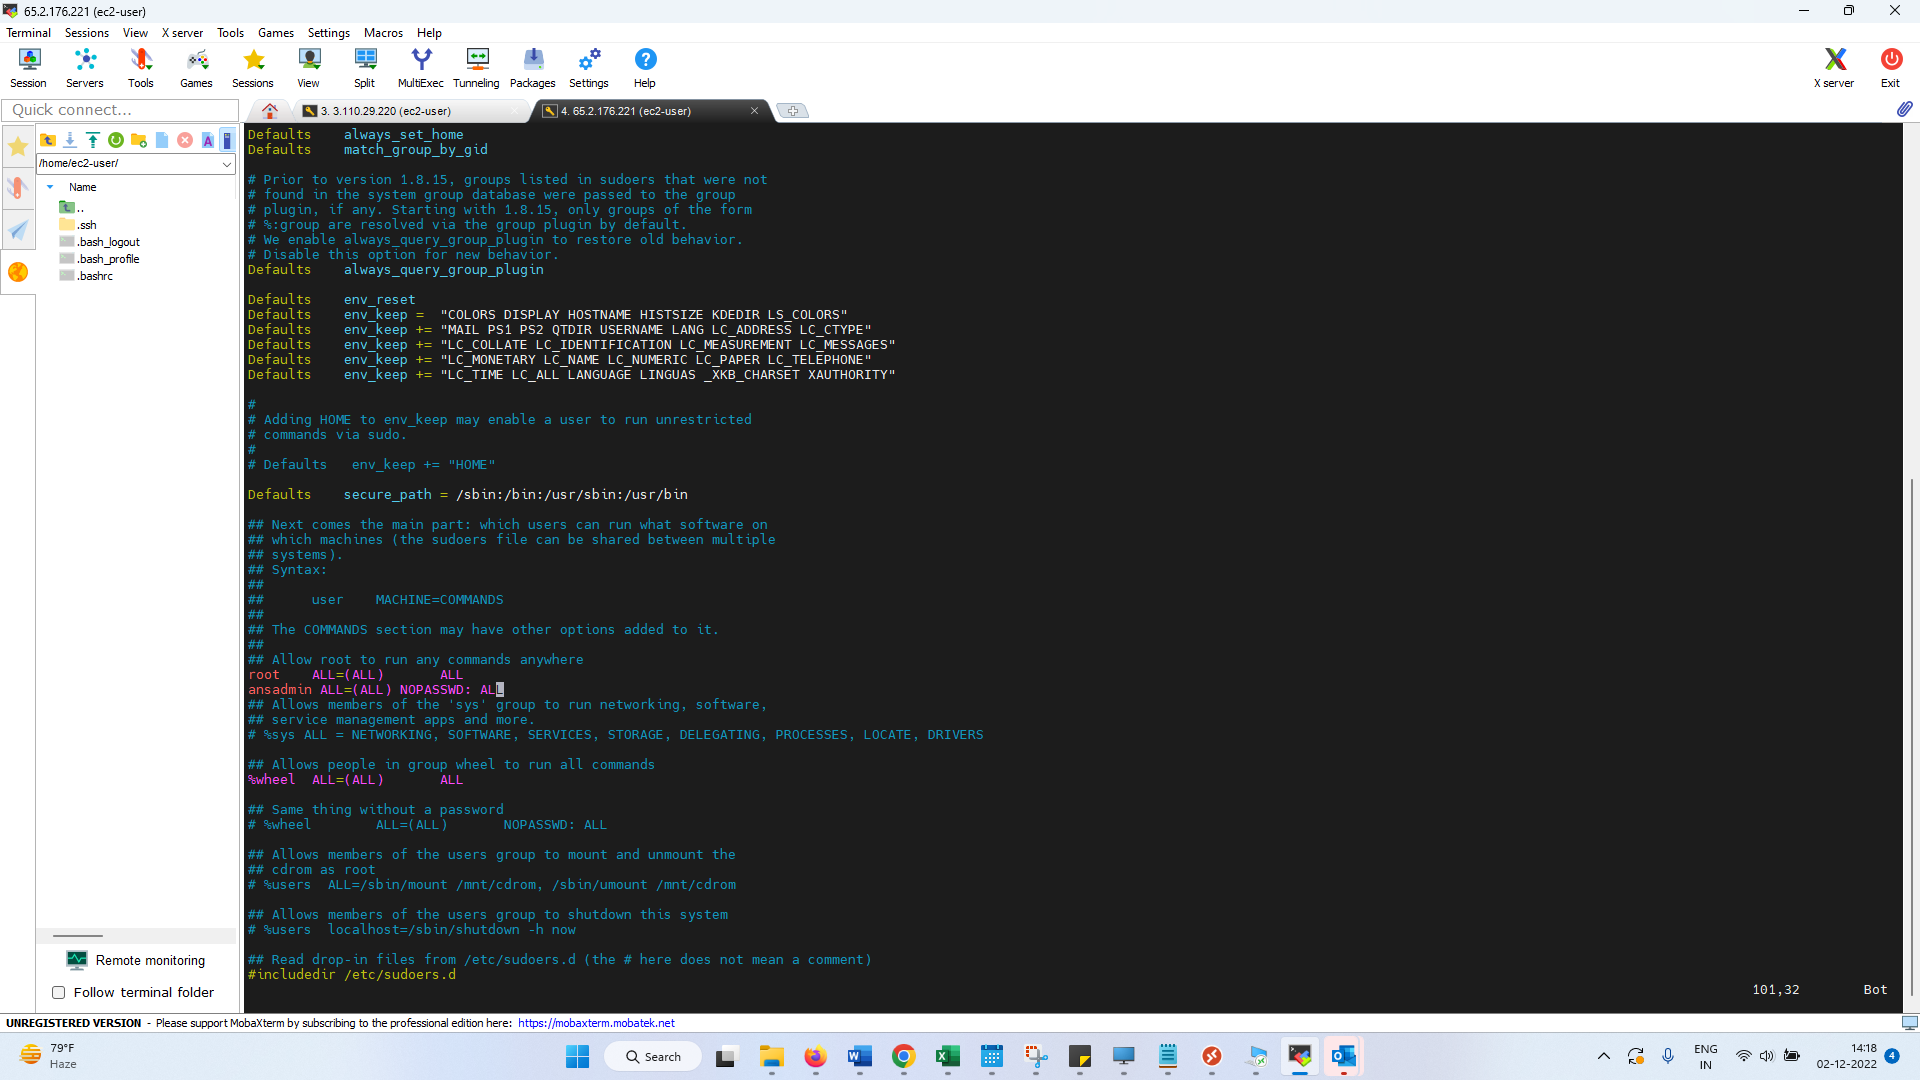 65.2.176.221 (ec2-user)
Terminal Sessions View X server Tools Games Settings Macros Help
Session Servers Tools Games Sessions View Split MultiExec Tunneling Packages Settings Help X server Exit
Quick connect...
3. 3.110.29.220 (ec2-user)
4. 65.2.176.221 (ec2-user)
/home/ec2-user/
Name
..
.ssh
.bash_logout
.bash_profile
.bashrc
Remote monitoring
Follow terminal folder
Defaults    always_set_home
Defaults    match_group_by_gid
# Prior to version 1.8.15, groups listed in sudoers that were not
# found in the system group database were passed to the group
# plugin, if any. Starting with 1.8.15, only groups of the form
# %:group are resolved via the group plugin by default.
# We enable always_query_group_plugin to restore old behavior.
# Disable this option for new behavior.
Defaults    always_query_group_plugin
Defaults    env_reset
Defaults    env_keep =  "COLORS DISPLAY HOSTNAME HISTSIZE KDEDIR LS_COLORS"
Defaults    env_keep += "MAIL PS1 PS2 QTDIR USERNAME LANG LC_ADDRESS LC_CTYPE"
Defaults    env_keep += "LC_COLLATE LC_IDENTIFICATION LC_MEASUREMENT LC_MESSAGES"
Defaults    env_keep += "LC_MONETARY LC_NAME LC_NUMERIC LC_PAPER LC_TELEPHONE"
Defaults    env_keep += "LC_TIME LC_ALL LANGUAGE LINGUAS _XKB_CHARSET XAUTHORITY"
#
# Adding HOME to env_keep may enable a user to run unrestricted
# commands via sudo.
#
# Defaults   env_keep += "HOME"
Defaults    secure_path = /sbin:/bin:/usr/sbin:/usr/bin
## Next comes the main part: which users can run what software on
## which machines (the sudoers file can be shared between multiple
## systems).
## Syntax:
##
##      user    MACHINE=COMMANDS
##
## The COMMANDS section may have other options added to it.
##
## Allow root to run any commands anywhere
root    ALL=(ALL)       ALL
ansadmin ALL=(ALL) NOPASSWD: ALL
## Allows members of the 'sys' group to run networking, software,
## service management apps and more.
# %sys ALL = NETWORKING, SOFTWARE, SERVICES, STORAGE, DELEGATING, PROCESSES, LOCATE, DRIVERS
## Allows people in group wheel to run all commands
%wheel  ALL=(ALL)       ALL
## Same thing without a password
# %wheel        ALL=(ALL)       NOPASSWD: ALL
## Allows members of the users group to mount and unmount the
## cdrom as root
# %users  ALL=/sbin/mount /mnt/cdrom, /sbin/umount /mnt/cdrom
## Allows members of the users group to shutdown this system
# %users  localhost=/sbin/shutdown -h now
## Read drop-in files from /etc/sudoers.d (the # here does not mean a comment)
#includedir /etc/sudoers.d
101,32        Bot
UNREGISTERED VERSION - Please support MobaXterm by subscribing to the professional edition here: https://mobaxterm.mobatek.net
79°F
Haze
Search
ENG
IN
14:18
02-12-2022
4